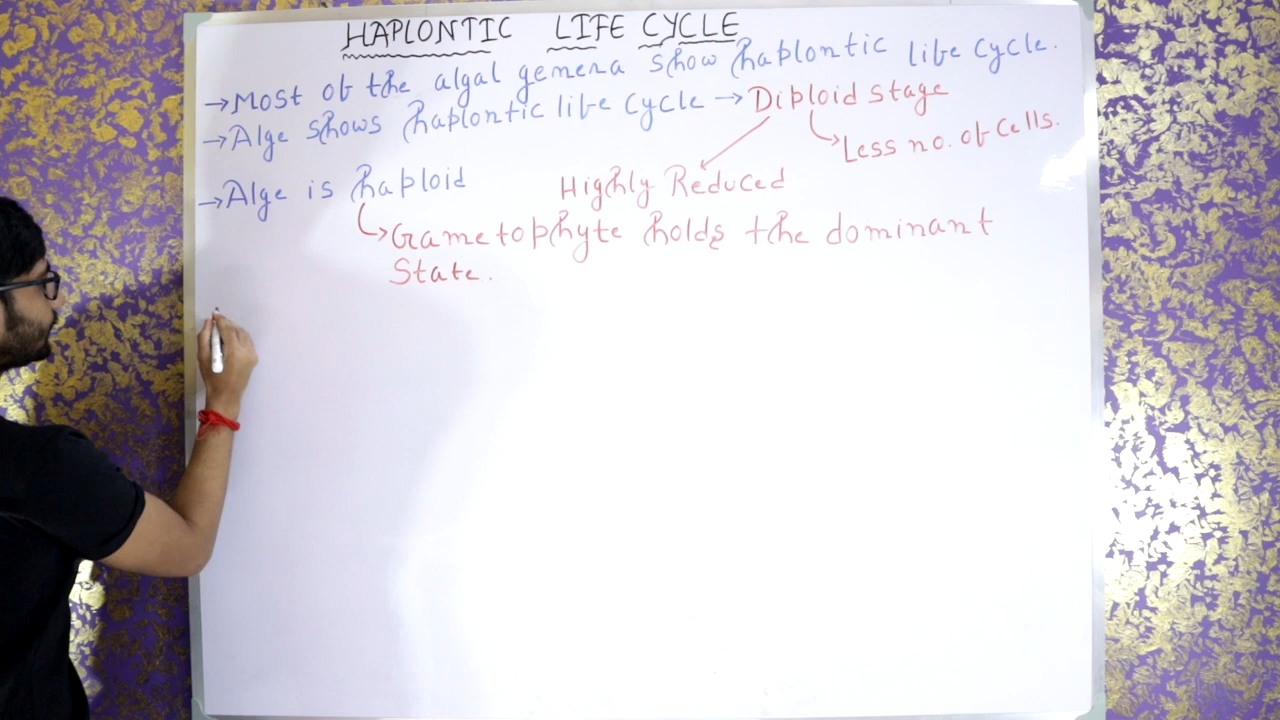 HAPLONTIC LIFE CYCLE
→Most of the algal genera show haplontic life cycle.
→Alge shows haplontic life cycle → Diploid stage
Less no. of Cells.
Highly Reduced
→Alge is haploid
Gametophyte holds the dominant
State.